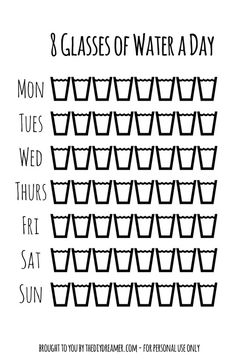 8 Glasses of Water a Day
Mon
Tues
Wed
Thurs
Fri
Sat
Sun
BROUGHT TO YOU BY THEDIYDREAMER.COM - FOR PERSONAL USE ONLY